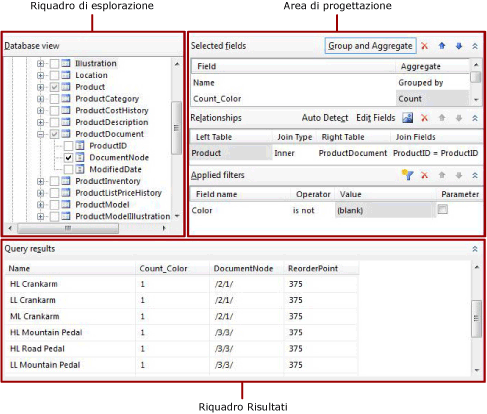 Riquadro di esplorazione
Area di progettazione
Database view
Illustration
Location
Product
ProductCategory
ProductCostHistory
ProductDescription
ProductDocument
ProductID
DocumentNode
ModifiedDate
ProductInventory
ProductListPriceHistory
ProductModel
ProductModelIllustration
Selected fields Group and Aggregate
Field Aggregate
Name Grouped by
Count_Color Count
Relationships Auto Detect Edit Fields
Left Table Join Type Right Table Join Fields
Product Inner ProductDocument ProductID = ProductID
Applied filters
Field name Operator Value Parameter
Color is not (blank)
Query results
Name Count_Color DocumentNode ReorderPoint
HL Crankarm 1 /2/1/ 375
LL Crankarm 1 /2/1/ 375
ML Crankarm 1 /2/1/ 375
HL Mountain Pedal 1 /3/3/ 375
HL Road Pedal 1 /3/3/ 375
LL Mountain Pedal 1 /3/3/ 375
Riquadro Risultati